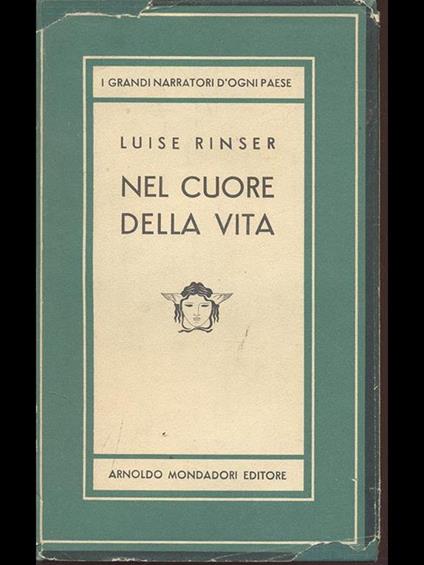 I GRANDI NARRATORI D'OGNI PAESE
LUISE RINSER
NEL CUORE
DELLA VITA
ARNOLDO MONDADORI EDITORE